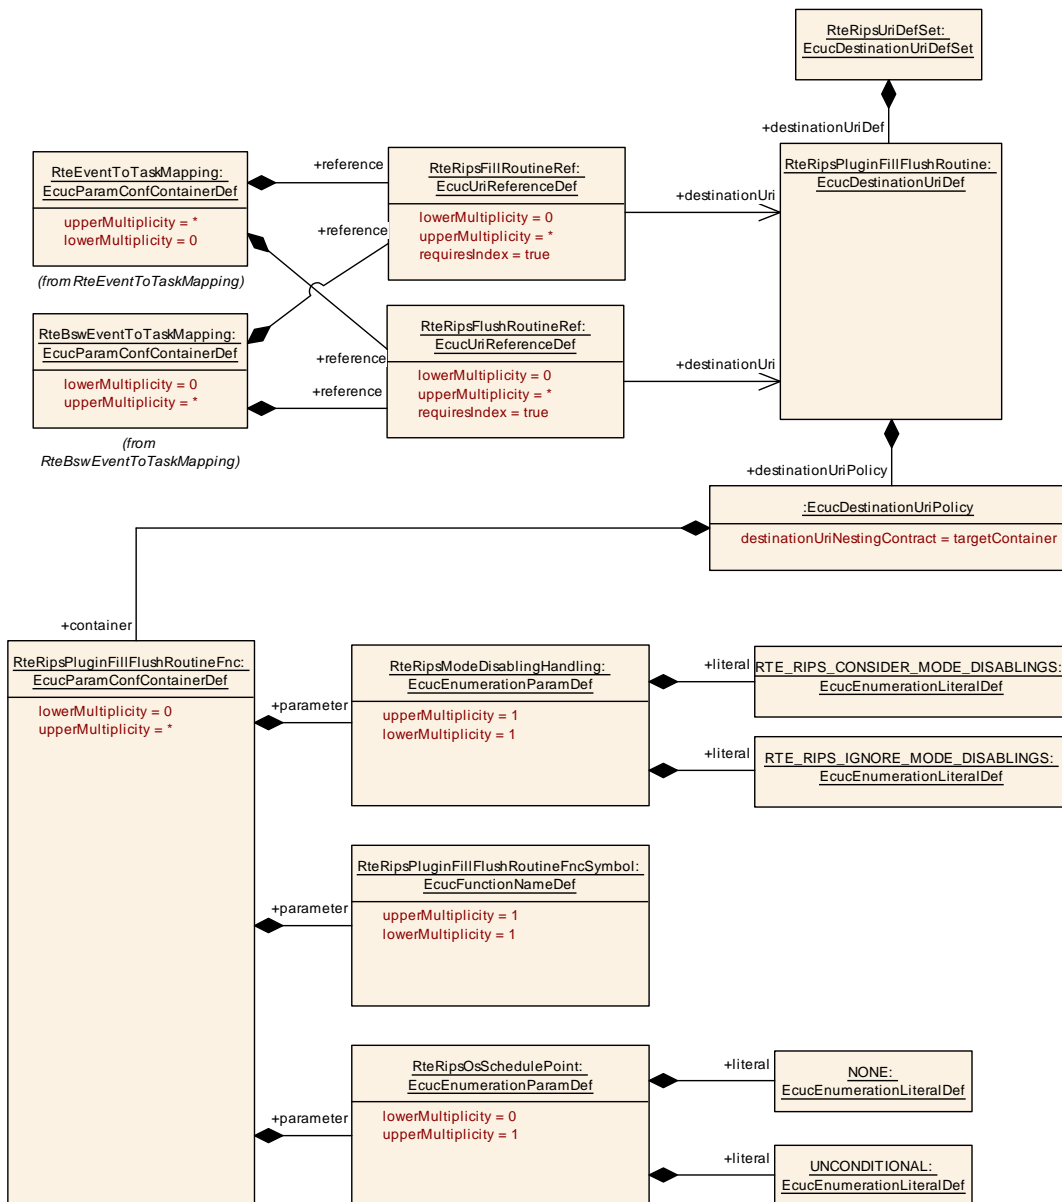 RteRipsUriDefSet:
EcucDestinationUriDefSet
+destinationUriDef
RteEventToTaskMapping:
EcucParamConfContainerDef
upperMultiplicity = *
lowerMultiplicity = 0
(from RteEventToTaskMapping)
+reference
RteRipsFillRoutineRef:
EcucUriReferenceDef
lowerMultiplicity = 0
upperMultiplicity = *
requiresIndex = true
+destinationUri
RteRipsPluginFillFlushRoutine:
EcucDestinationUriDef
+reference
RteBswEventToTaskMapping:
EcucParamConfContainerDef
lowerMultiplicity = 0
upperMultiplicity = *
(from
RteBswEventToTaskMapping)
+reference
+reference
RteRipsFlushRoutineRef:
EcucUriReferenceDef
lowerMultiplicity = 0
upperMultiplicity = *
requiresIndex = true
+destinationUri
+destinationUriPolicy
:EcucDestinationUriPolicy
destinationUriNestingContract = targetContainer
+container
RteRipsPluginFillFlushRoutineFnc:
EcucParamConfContainerDef
lowerMultiplicity = 0
upperMultiplicity = *
+parameter
RteRipsModeDisablingHandling:
EcucEnumerationParamDef
upperMultiplicity = 1
lowerMultiplicity = 1
+literal
RTE_RIPS_CONSIDER_MODE_DISABLINGS:
EcucEnumerationLiteralDef
+literal
RTE_RIPS_IGNORE_MODE_DISABLINGS:
EcucEnumerationLiteralDef
+parameter
RteRipsPluginFillFlushRoutineFncSymbol:
EcucFunctionNameDef
upperMultiplicity = 1
lowerMultiplicity = 1
+parameter
RteRipsOsSchedulePoint:
EcucEnumerationParamDef
lowerMultiplicity = 0
upperMultiplicity = 1
+literal
NONE:
EcucEnumerationLiteralDef
+literal
UNCONDITIONAL:
EcucEnumerationLiteralDef